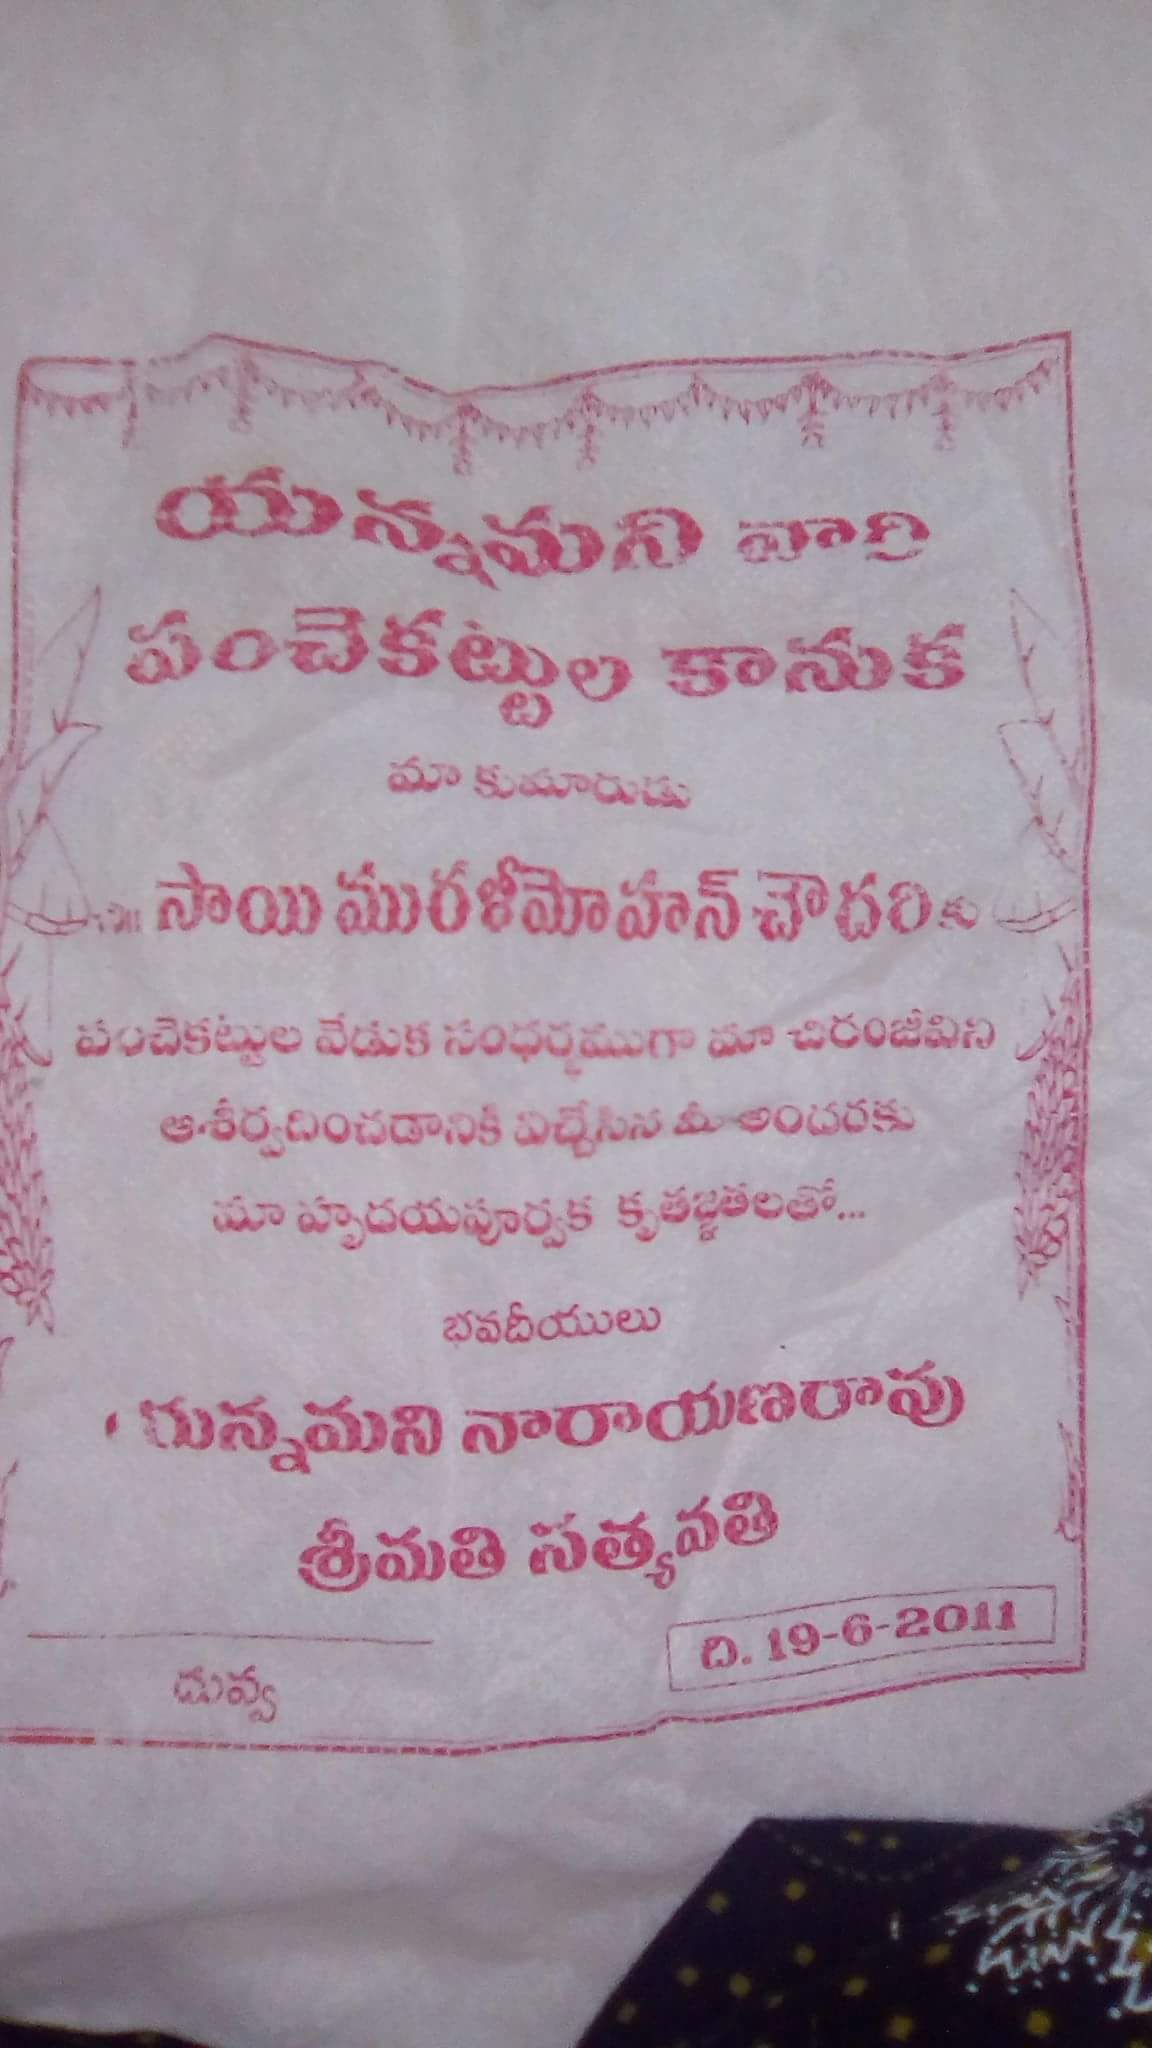 యన్నమని వారి
పంచెకట్టుల కానుక
మా కుమారుడు
చి॥ సాయి మురళీమోహన్ చౌదరి కు
పంచెకట్టుల వేడుక సంధర్భముగా మా చిరంజీవిని
ఆశీర్వదించడానికి విచ్చేసిన మీ అందరకు
మా హృదయపూర్వక కృతజ్ఞతలతో...
భవదీయులు
యన్నమని నారాయణరావు
శ్రీమతి సత్యవతి
ది. 19-6-2011
దువ్వ